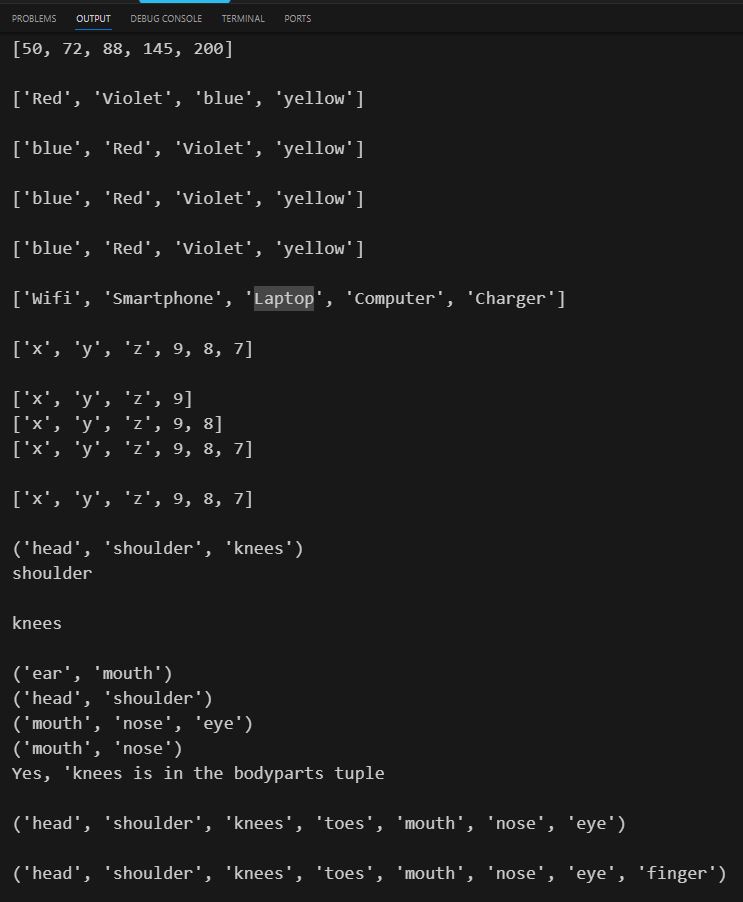 PROBLEMS OUTPUT DEBUG CONSOLE TERMINAL PORTS
[50, 72, 88, 145, 200]
['Red', 'Violet', 'blue', 'yellow']
['blue', 'Red', 'Violet', 'yellow']
['blue', 'Red', 'Violet', 'yellow']
['blue', 'Red', 'Violet', 'yellow']
['Wifi', 'Smartphone', 'Laptop', 'Computer', 'Charger']
['x', 'y', 'z', 9, 8, 7]
['x', 'y', 'z', 9]
['x', 'y', 'z', 9, 8]
['x', 'y', 'z', 9, 8, 7]
['x', 'y', 'z', 9, 8, 7]
('head', 'shoulder', 'knees')
shoulder
knees
('ear', 'mouth')
('head', 'shoulder')
('mouth', 'nose', 'eye')
('mouth', 'nose')
Yes, 'knees is in the bodyparts tuple
('head', 'shoulder', 'knees', 'toes', 'mouth', 'nose', 'eye')
('head', 'shoulder', 'knees', 'toes', 'mouth', 'nose', 'eye', 'finger')